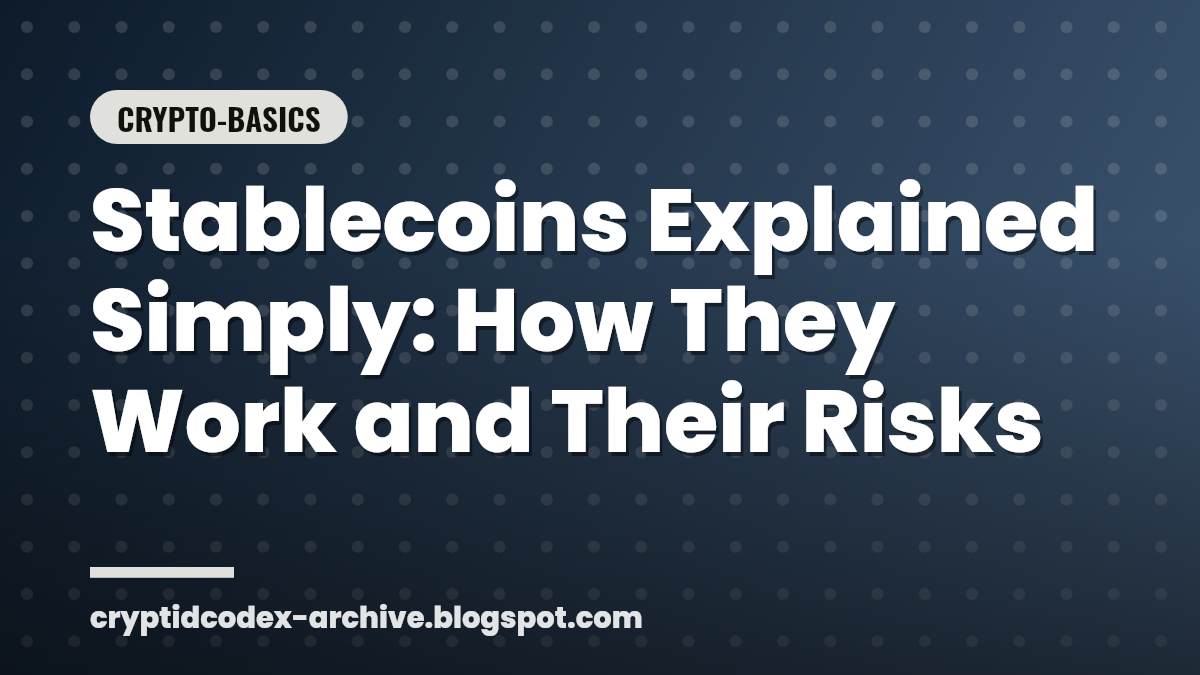 CRYPTO-BASICS
Stablecoins Explained
Simply: How They
Work and Their Risks
cryptidcodex-archive.blogspot.com